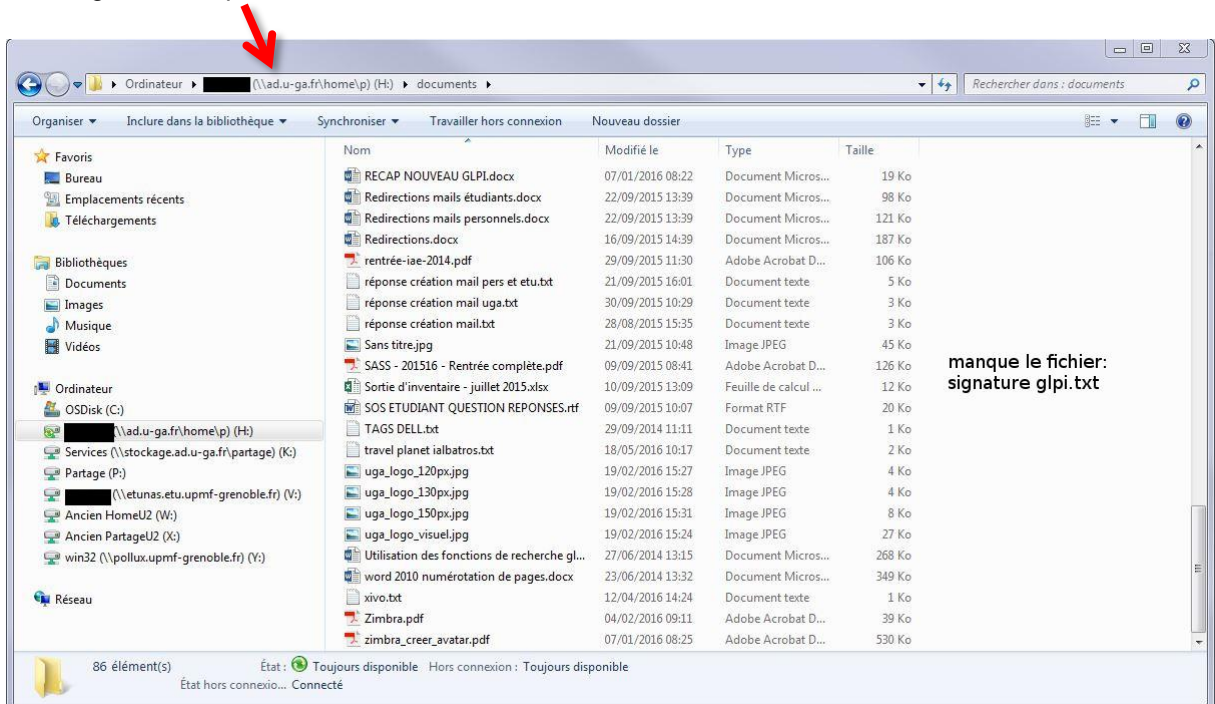 Ordinateur (\\ad.u-ga.fr\home\p) (H:) documents Rechercher dans : documents
Organiser Inclure dans la bibliothèque Synchroniser Travailler hors connexion Nouveau dossier
Favoris
Bureau
Emplacements récents
Téléchargements
Bibliothèques
Documents
Images
Musique
Vidéos
Ordinateur
OSDisk (C:)
(\\ad.u-ga.fr\home\p) (H:)
Services (\\stockage.ad.u-ga.fr\partage) (K:)
Partage (P:)
(\\etunas.etu.upmf-grenoble.fr) (V:)
Ancien HomeU2 (W:)
Ancien PartageU2 (X:)
win32 (\\pollux.upmf-grenoble.fr) (Y:)
Réseau
Nom Modifié le Type Taille
RECAP NOUVEAU GLPI.docx 07/01/2016 08:22 Document Micros... 19 Ko
Redirections mails étudiants.docx 22/09/2015 13:39 Document Micros... 98 Ko
Redirections mails personnels.docx 22/09/2015 13:39 Document Micros... 121 Ko
Redirections.docx 16/09/2015 14:39 Document Micros... 187 Ko
rentrée-iae-2014.pdf 29/09/2015 11:30 Adobe Acrobat D... 106 Ko
réponse création mail pers et etu.txt 21/09/2015 16:01 Document texte 5 Ko
réponse création mail uga.txt 30/09/2015 10:29 Document texte 3 Ko
réponse création mail.txt 28/08/2015 15:35 Document texte 3 Ko
Sans titre.jpg 21/09/2015 10:48 Image JPEG 45 Ko
SASS - 201516 - Rentrée complète.pdf 09/09/2015 08:41 Adobe Acrobat D... 126 Ko
Sortie d'inventaire - juillet 2015.xlsx 10/09/2015 13:09 Feuille de calcul ... 12 Ko
SOS ETUDIANT QUESTION REPONSES.rtf 09/09/2015 10:07 Format RTF 20 Ko
TAGS DELL.txt 29/09/2014 11:11 Document texte 1 Ko
travel planet ialbatros.txt 18/05/2016 10:17 Document texte 2 Ko
uga_logo_120px.jpg 19/02/2016 15:27 Image JPEG 4 Ko
uga_logo_130px.jpg 19/02/2016 15:28 Image JPEG 4 Ko
uga_logo_150px.jpg 19/02/2016 15:31 Image JPEG 8 Ko
uga_logo_visuel.jpg 19/02/2016 15:24 Image JPEG 27 Ko
Utilisation des fonctions de recherche gl... 27/06/2014 13:15 Document Micros... 268 Ko
word 2010 numérotation de pages.docx 23/06/2014 13:32 Document Micros... 349 Ko
xivo.txt 12/04/2016 14:24 Document texte 1 Ko
Zimbra.pdf 04/02/2016 09:11 Adobe Acrobat D... 39 Ko
zimbra_creer_avatar.pdf 07/01/2016 08:25 Adobe Acrobat D... 530 Ko
manque le fichier:
signature glpi.txt
86 élément(s) État : Toujours disponible Hors connexion : Toujours disponible
État hors connexio... Connecté